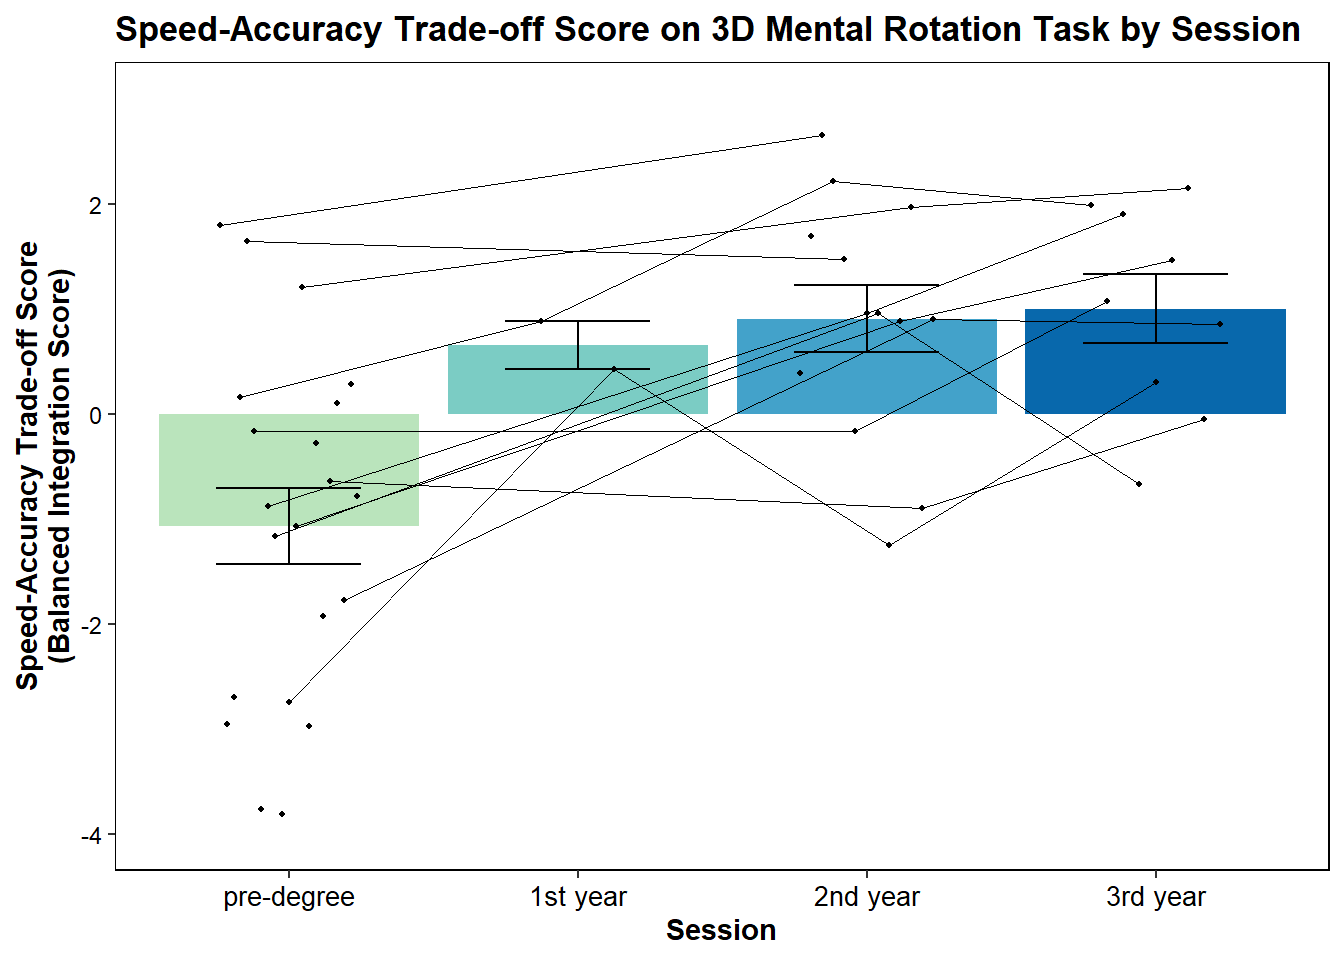 Speed-Accuracy Trade-off Score on 3D Mental Rotation Task by Session
Speed-Accuracy Trade-off Score
(Balanced Integration Score)
2
0
-2
-4
pre-degree
1st year
2nd year
3rd year
Session